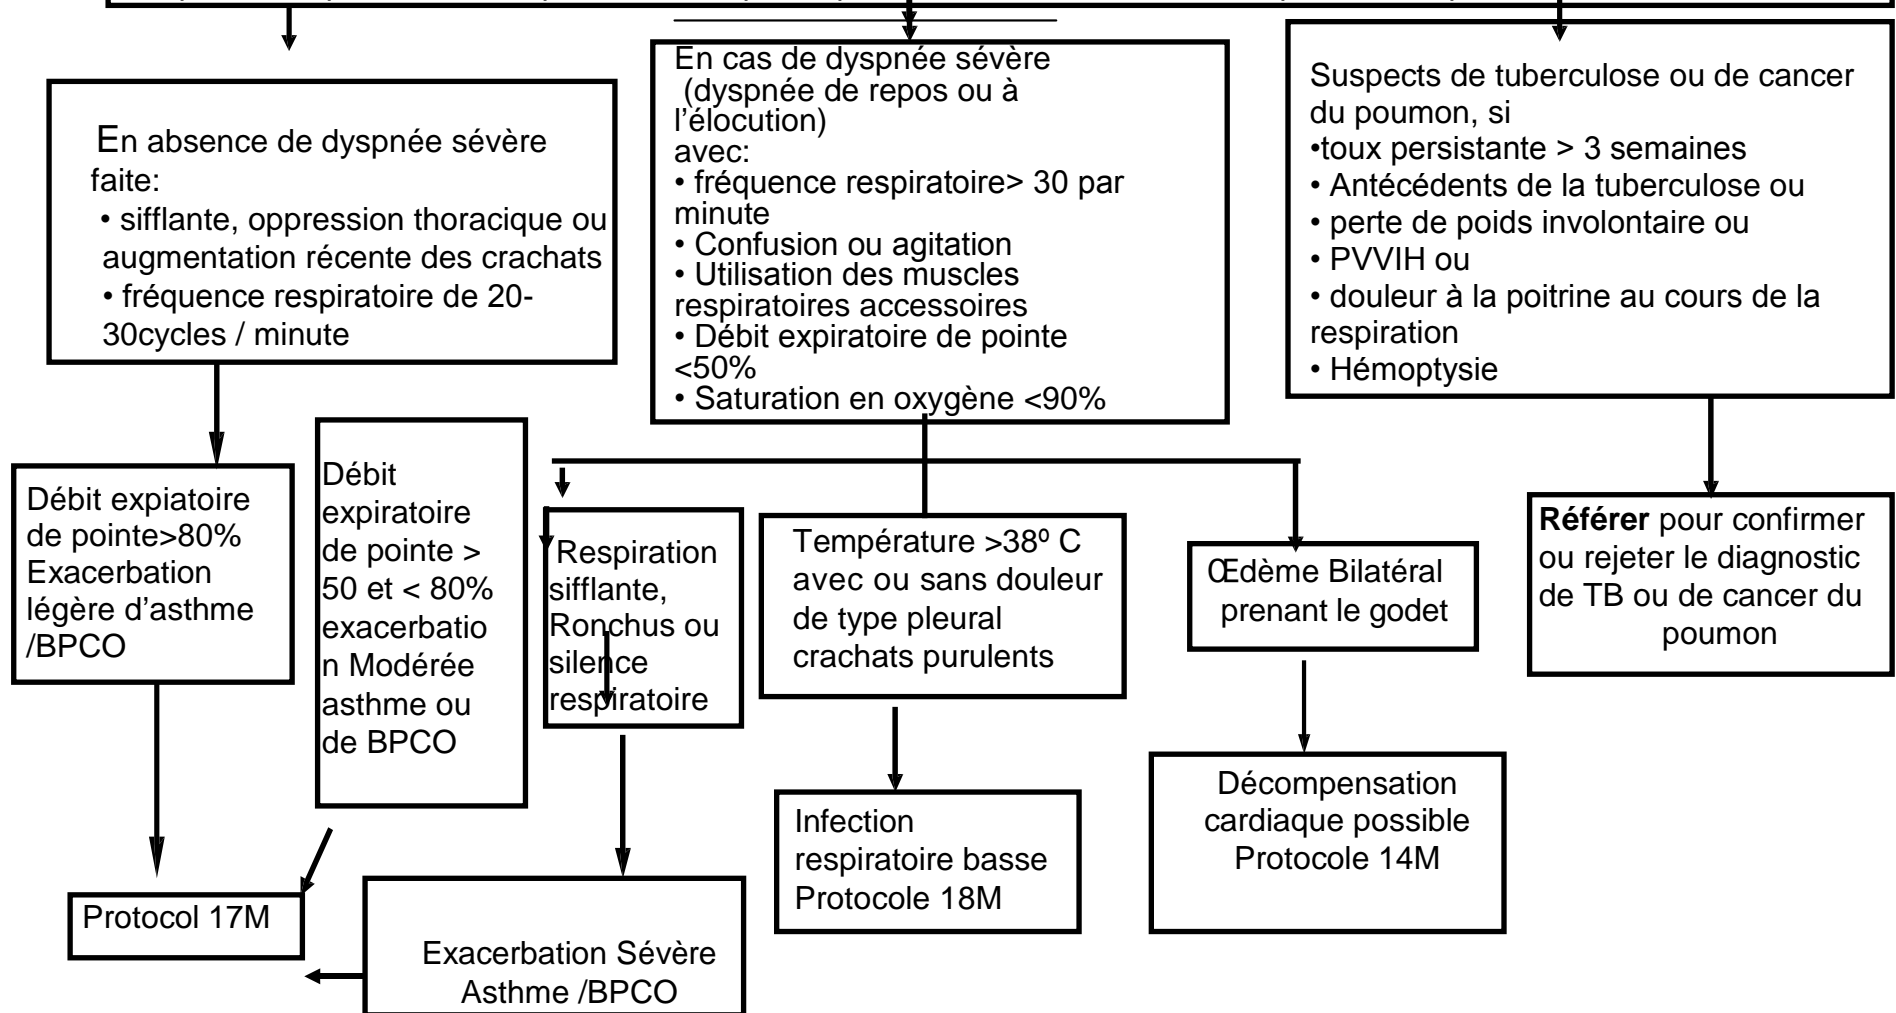 En absence de dyspnée sévère
faite:
• sifflante, oppression thoracique ou
augmentation récente des crachats
• fréquence respiratoire de 20-
30cycles / minute
En cas de dyspnée sévère
(dyspnée de repos ou à
l’élocution)
avec:
• fréquence respiratoire> 30 par
minute
• Confusion ou agitation
• Utilisation des muscles
respiratoires accessoires
• Débit expiratoire de pointe
<50%
• Saturation en oxygène <90%
Suspects de tuberculose ou de cancer
du poumon, si
•toux persistante > 3 semaines
• Antécédents de la tuberculose ou
• perte de poids involontaire ou
• PVVIH ou
• douleur à la poitrine au cours de la
respiration
• Hémoptysie
Débit expiatoire
de pointe>80%
Exacerbation
légère d’asthme
/BPCO
Débit
expiratoire
de pointe >
50 et < 80%
exacerbatio
n Modérée
asthme ou
de BPCO
Respiration
sifflante,
Ronchus ou
silence
respiratoire
Température >38º C
avec ou sans douleur
de type pleural
crachats purulents
Œdème Bilatéral
prenant le godet
Référer pour confirmer
ou rejeter le diagnostic
de TB ou de cancer du
poumon
Protocol 17M
Exacerbation Sévère
Asthme /BPCO
Infection
respiratoire basse
Protocole 18M
Décompensation
cardiaque possible
Protocole 14M